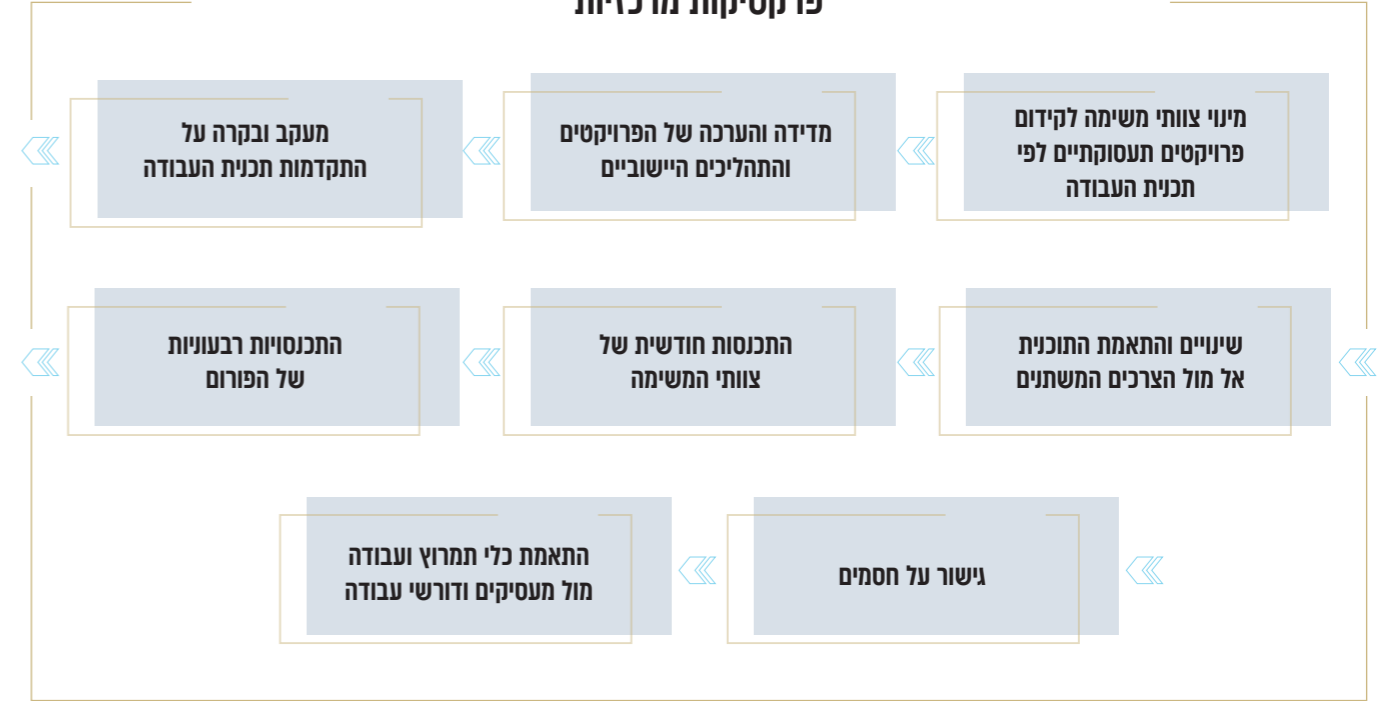 פרקטיקות מרכזיות
מינוי צוותי משימה לקידום
פרויקטים תעסוקתיים לפי
תכנית העבודה
מדידה והערכה של הפרויקטים
והתהליכים היישוביים
מעקב ובקרה על
התקדמות תכנית העבודה
שינויים והתאמת התוכנית
אל מול הצרכים המשתנים
התכנסות חודשית של
צוותי המשימה
התכנסויות רבעוניות
של הפורום
גישור על חסמים
התאמת כלי תמרוץ ועבודה
מול מעסיקים ודורשי עבודה